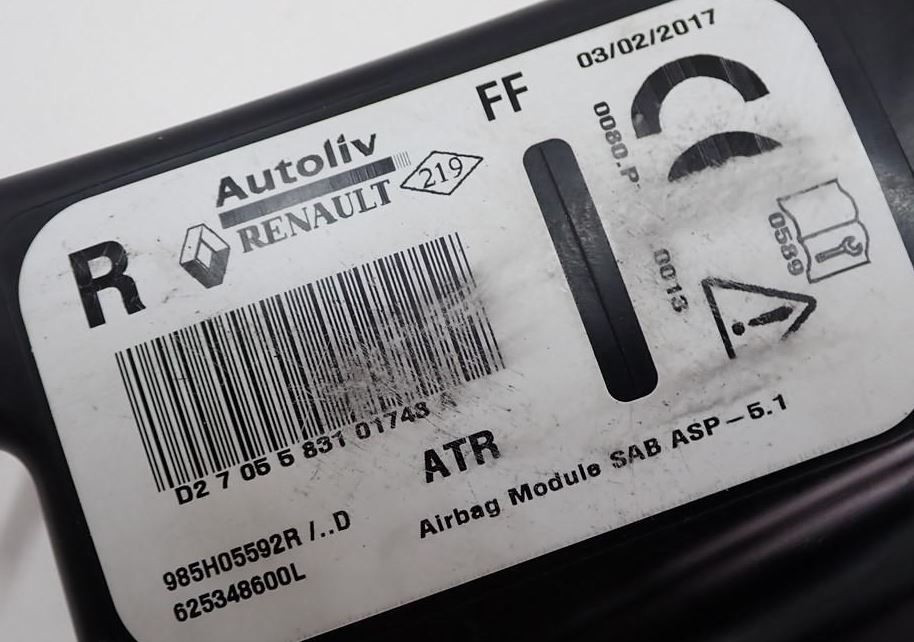 03/02/2017
FF
Autoliv
219
RENAULT
R
0080.P
0589
0013
D2 7 05 5 831 01743
ATR
Airbag Module SAB ASP-5.1
985H05592R /..D
625348600L